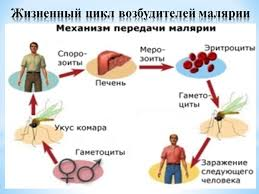 Жизненный цикл возбудителей малярии
Механизм передачи малярии
Споро-
зоиты
Печень
Меро-
зоиты
Эритроциты
Гамето-
циты
Укус комара
Гаметоциты
Заражение
следующего
человека